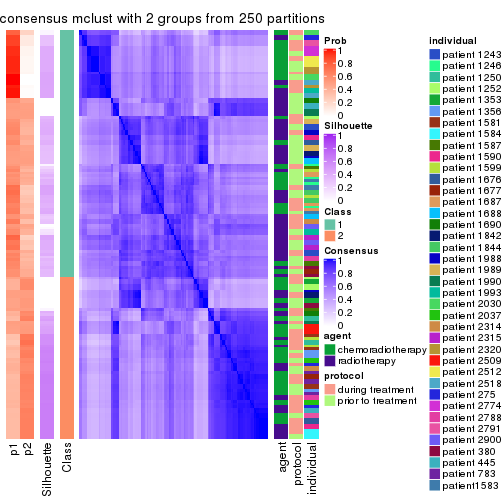 consensus mclust with 2 groups from 250 partitions
p1
p2
Silhouette
Class
agent
protocol
individual
Prob
1
0.8
0.6
0.4
0.2
0
Silhouette
1
0.8
0.6
0.4
0.2
0
Class
1
2
Consensus
1
0.8
0.6
0.4
0.2
0
agent
chemoradiotherapy
radiotherapy
protocol
during treatment
prior to treatment
individual
patient 1243
patient 1246
patient 1250
patient 1252
patient 1353
patient 1356
patient 1581
patient 1584
patient 1587
patient 1590
patient 1599
patient 1676
patient 1677
patient 1687
patient 1688
patient 1690
patient 1842
patient 1844
patient 1988
patient 1989
patient 1990
patient 1993
patient 2030
patient 2037
patient 2314
patient 2315
patient 2320
patient 2509
patient 2512
patient 2518
patient 275
patient 2774
patient 2788
patient 2791
patient 2900
patient 380
patient 445
patient 783
patient1583